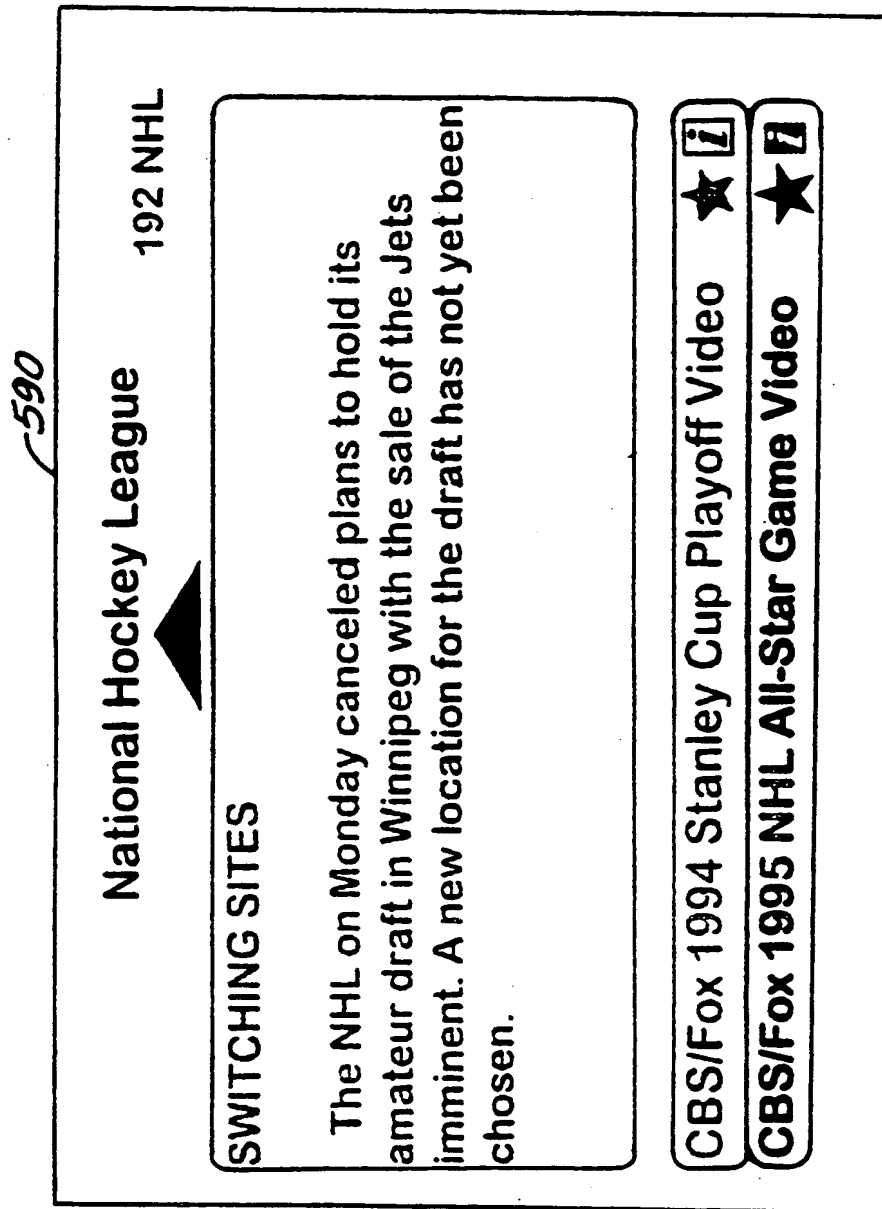 590
National Hockey League
192 NHL
SWITCHING SITES
The NHL on Monday canceled plans to hold its
amateur draft in Winnipeg with the sale of the Jets
imminent. A new location for the draft has not yet been
chosen.
CBS/Fox 1994 Stanley Cup Playoff Video i
CBS/Fox 1995 NHL All-Star Game Video i